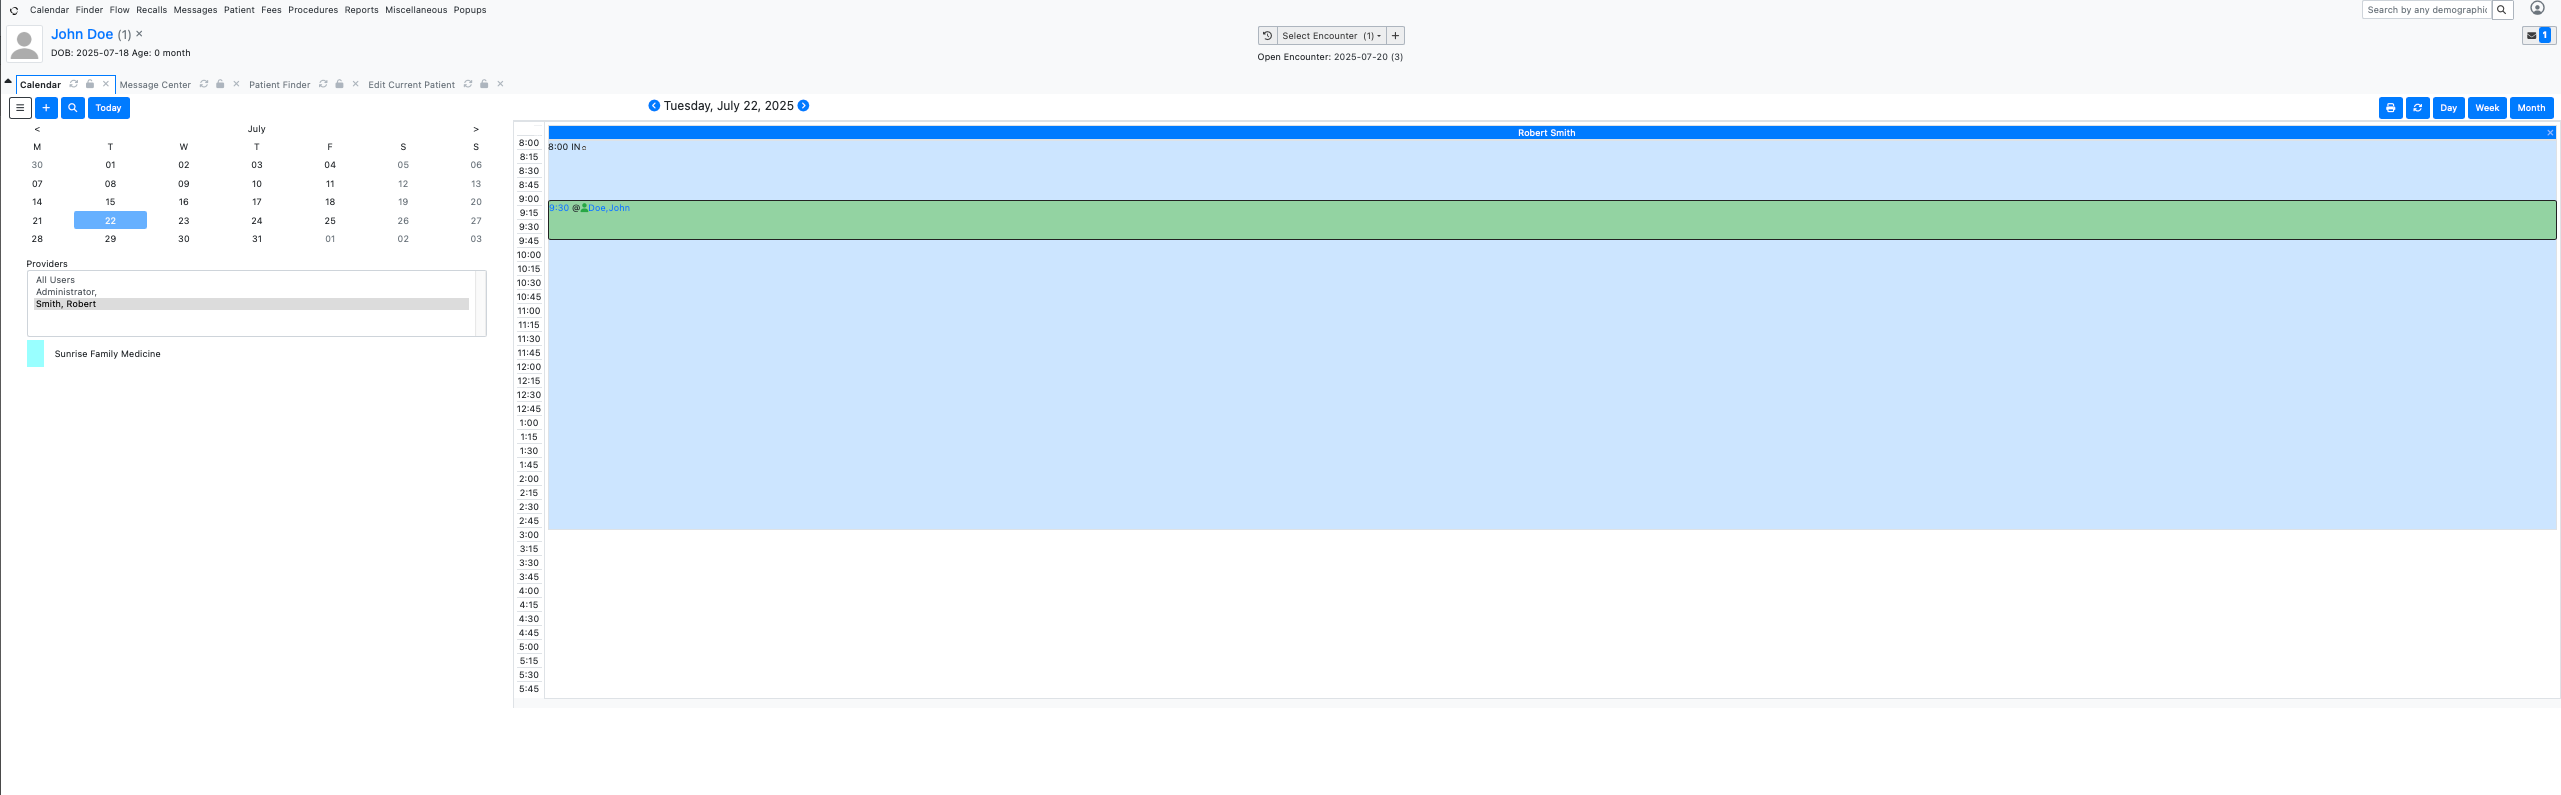 Calendar Finder Flow Recalls Messages Patient Fees Procedures Reports Miscellaneous Popups
Search by any demographic
John Doe (1) ×
DOB: 2025-07-18 Age: 0 month
Select Encounter (1)
+
Open Encounter: 2025-07-20 (3)
1
Calendar × Message Center × Patient Finder × Edit Current Patient ×
+ Today
Tuesday, July 22, 2025
Day Week Month
< July >
M T W T F S S
30 01 02 03 04 05 06
07 08 09 10 11 12 13
14 15 16 17 18 19 20
21 22 23 24 25 26 27
28 29 30 31 01 02 03
Providers
All Users
Administrator,
Smith, Robert
Sunrise Family Medicine
Robert Smith ×
8:00
8:15
8:30
8:45
9:00
9:15
9:30
9:45
10:00
10:15
10:30
10:45
11:00
11:15
11:30
11:45
12:00
12:15
12:30
12:45
1:00
1:15
1:30
1:45
2:00
2:15
2:30
2:45
3:00
3:15
3:30
3:45
4:00
4:15
4:30
4:45
5:00
5:15
5:30
5:45
8:00 IN
9:30 @Doe,John